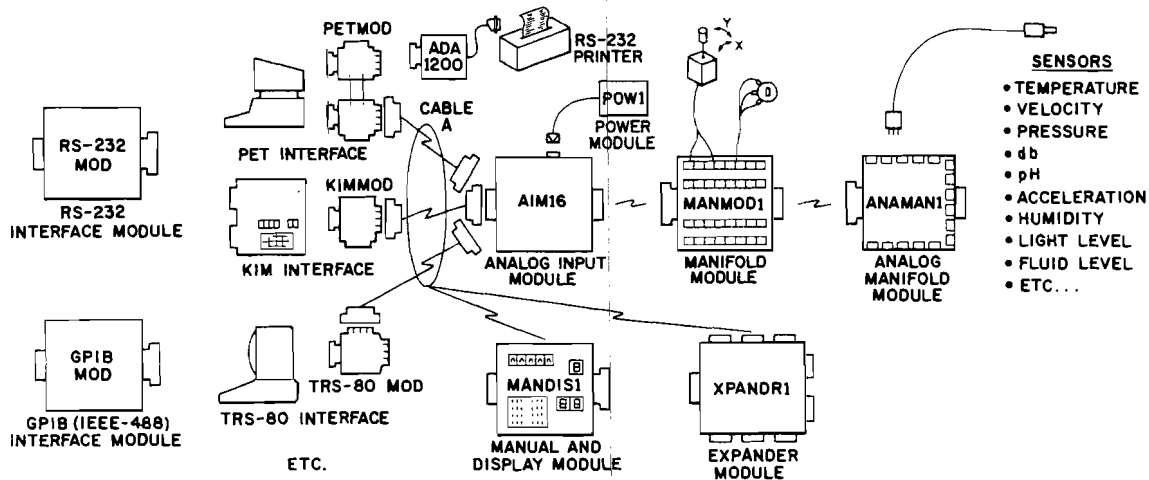 PETMOD
ADA
1200
RS-232
PRINTER
Y
X
POW1
POWER
MODULE
CABLE
A
PET INTERFACE
RS-232
MOD
RS-232
INTERFACE MODULE
KIMMOD
KIM INTERFACE
AIM16
ANALOG INPUT
MODULE
MANMOD1
MANIFOLD
MODULE
ANAMAN1
ANALOG
MANIFOLD
MODULE
SENSORS
• TEMPERATURE
• VELOCITY
• PRESSURE
• db
• pH
• ACCELERATION
• HUMIDITY
• LIGHT LEVEL
• FLUID LEVEL
• ETC...
GPIB
MOD
GPIB (IEEE-488)
INTERFACE MODULE
TRS-80 MOD
TRS-80 INTERFACE
ETC.
MANDIS1
MANUAL AND
DISPLAY MODULE
XPANDR1
EXPANDER
MODULE